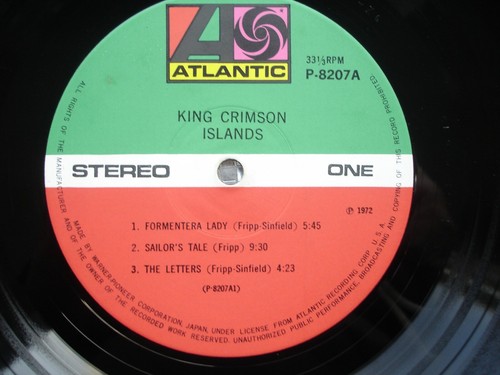 A
ATLANTIC
33⅓RPM
P-8207A
KING CRIMSON
ISLANDS
STEREO
ONE
℗ 1972
1. FORMENTERA LADY (Fripp-Sinfield) 5:45
2. SAILOR'S TALE (Fripp) 9:30
3. THE LETTERS (Fripp-Sinfield) 4:23
(P-8207A1)
ALL RIGHTS OF THE MANUFACTURER AND OF THE OWNER OF THE RECORDED WORK RESERVED. UNAUTHORIZED PUBLIC PERFORMANCE, BROADCASTING AND COPYING OF THIS RECORD PROHIBITED.
MADE BY WARNER-PIONEER CORPORATION, JAPAN, UNDER LICENSE FROM ATLANTIC RECORDING CORP. U.S.A.